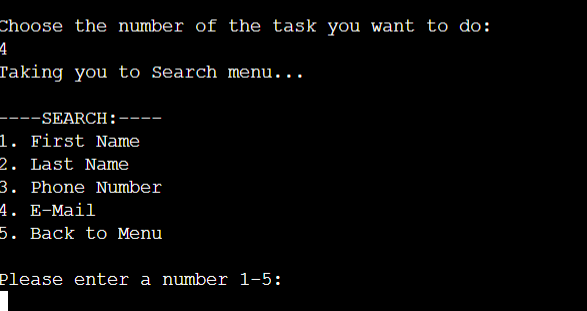 Choose the number of the task you want to do:
4
Taking you to Search menu...
----SEARCH:----
1. First Name
2. Last Name
3. Phone Number
4. E-Mail
5. Back to Menu
Please enter a number 1-5: